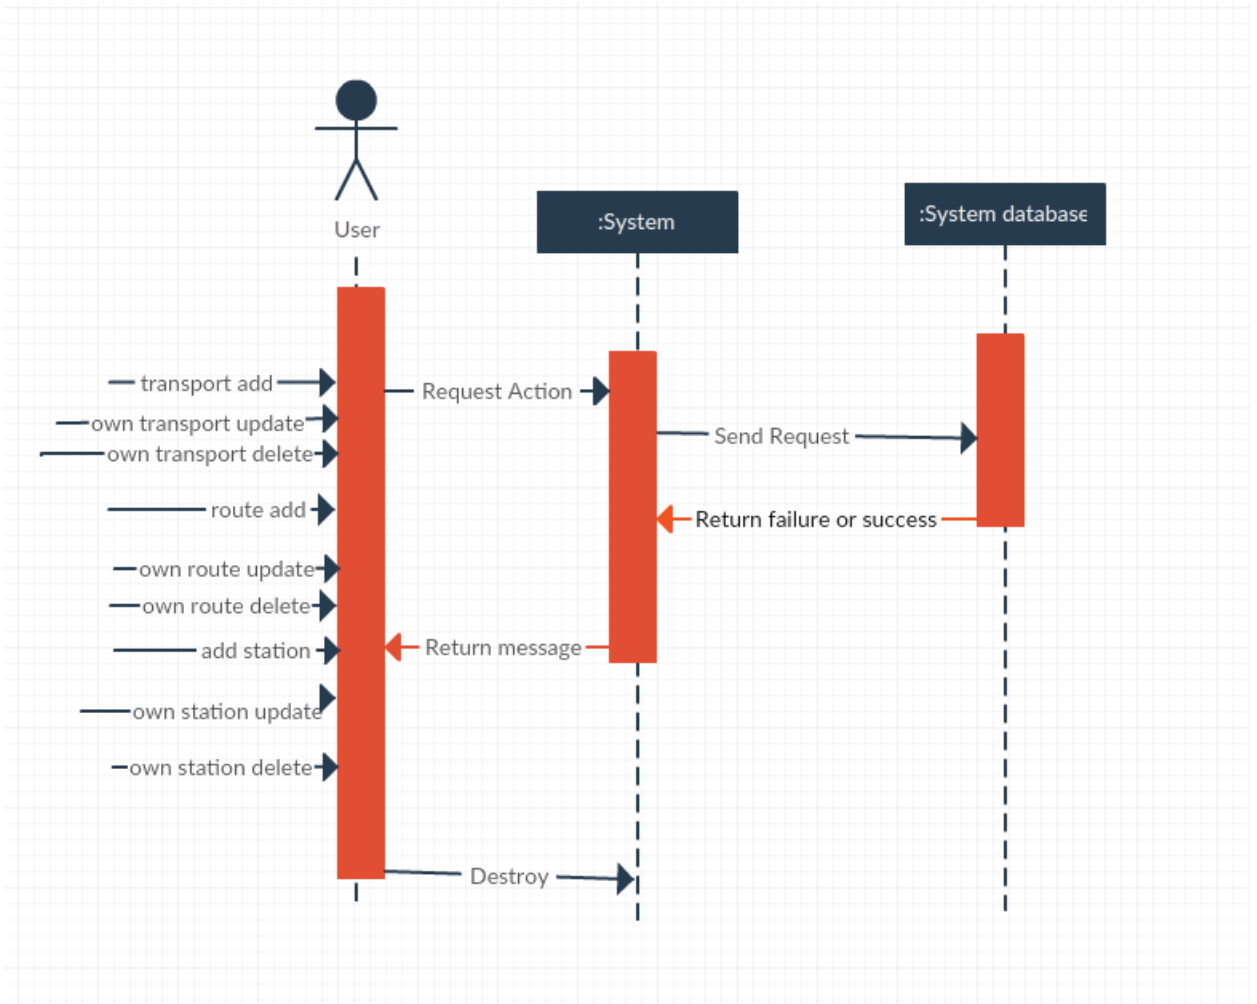 User
:System
:System database
transport add
Request Action
own transport update
Send Request
own transport delete
route add
Return failure or success
own route update
own route delete
add station
Return message
own station update
own station delete
Destroy